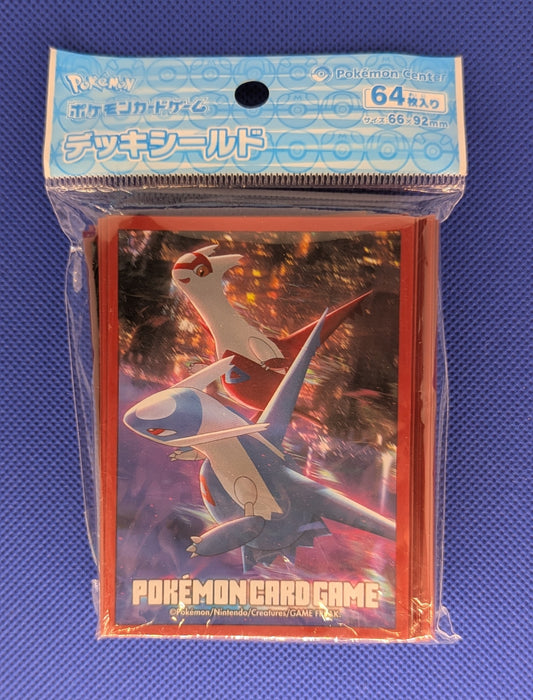 Pokémon
Pokémon Center
ポケモンカードゲーム
64枚入り
デッキシールド
サイズ 66×92mm
POKÉMON CARD GAME
©Pokémon/Nintendo/Creatures/GAME FREAK.